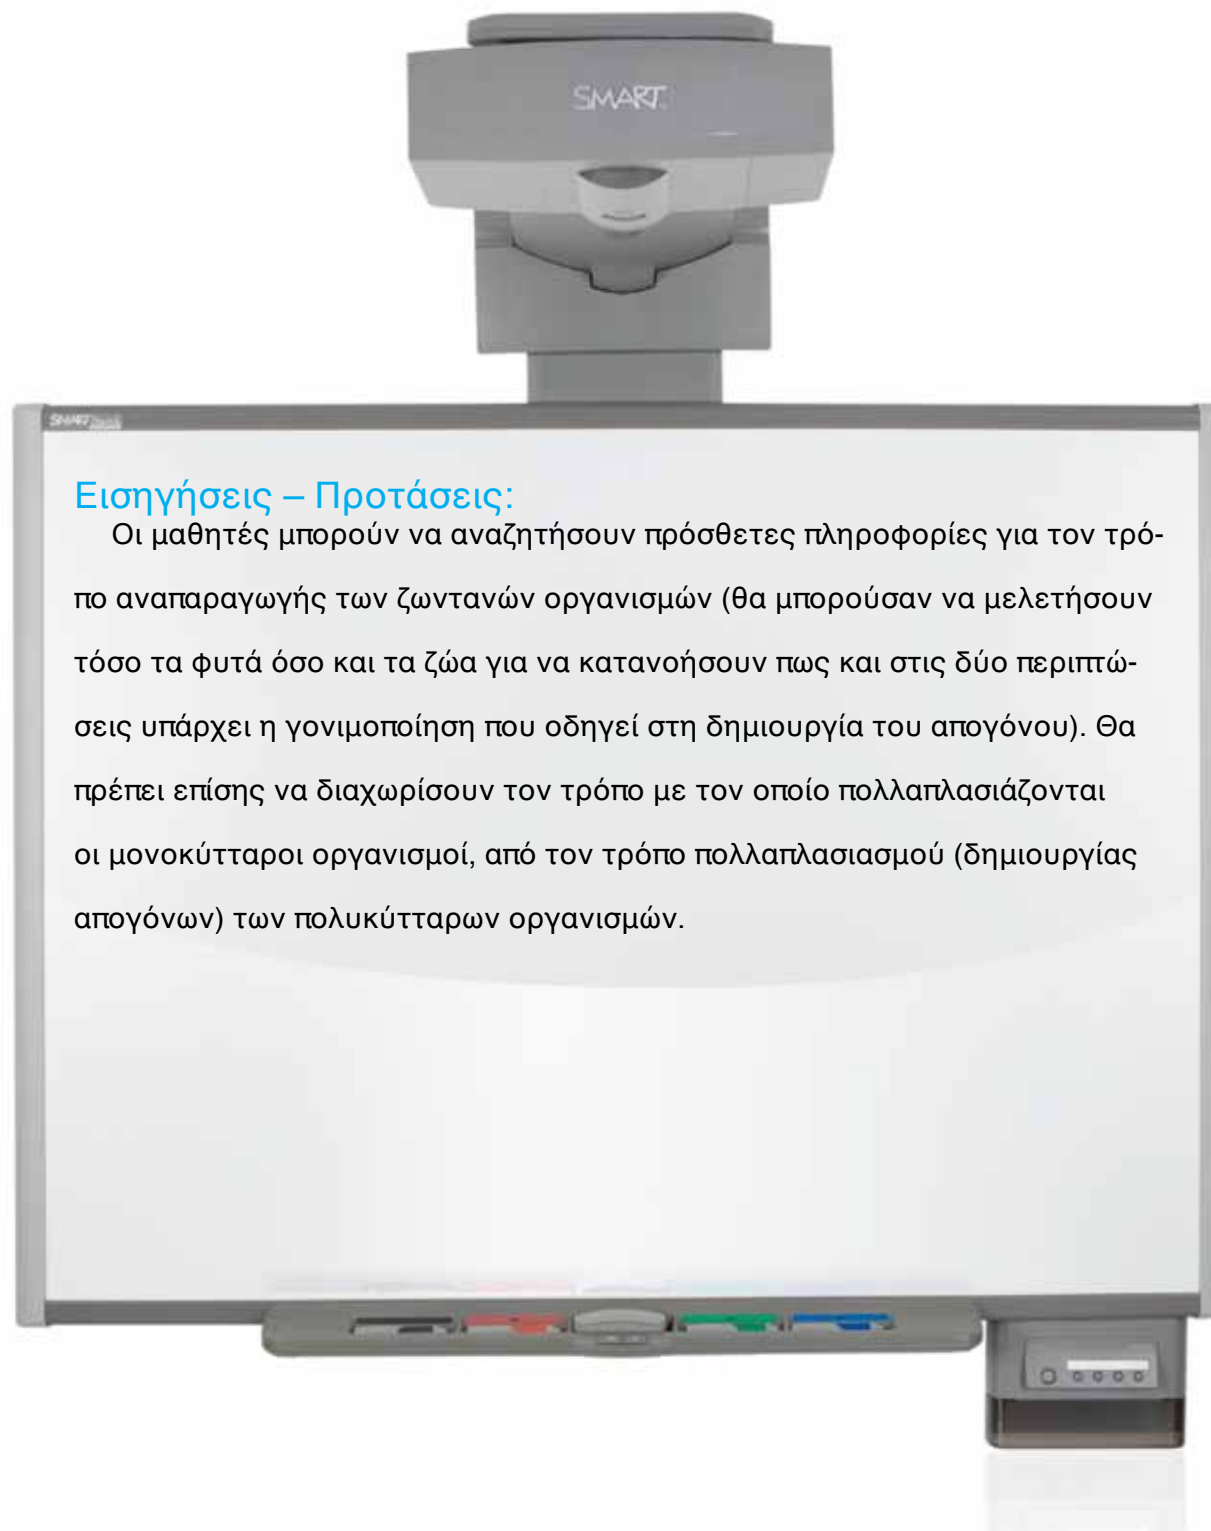 SMART
SMART
Εισηγήσεις – Προτάσεις:
Οι μαθητές μπορούν να αναζητήσουν πρόσθετες πληροφορίες για τον τρό-
πο αναπαραγωγής των ζωντανών οργανισμών (θα μπορούσαν να μελετήσουν
τόσο τα φυτά όσο και τα ζώα για να κατανοήσουν πως και στις δύο περιπτώ-
σεις υπάρχει η γονιμοποίηση που οδηγεί στη δημιουργία του απογόνου). Θα
πρέπει επίσης να διαχωρίσουν τον τρόπο με τον οποίο πολλαπλασιάζονται
οι μονοκύτταροι οργανισμοί, από τον τρόπο πολλαπλασιασμού (δημιουργίας
απογόνων) των πολυκύτταρων οργανισμών.